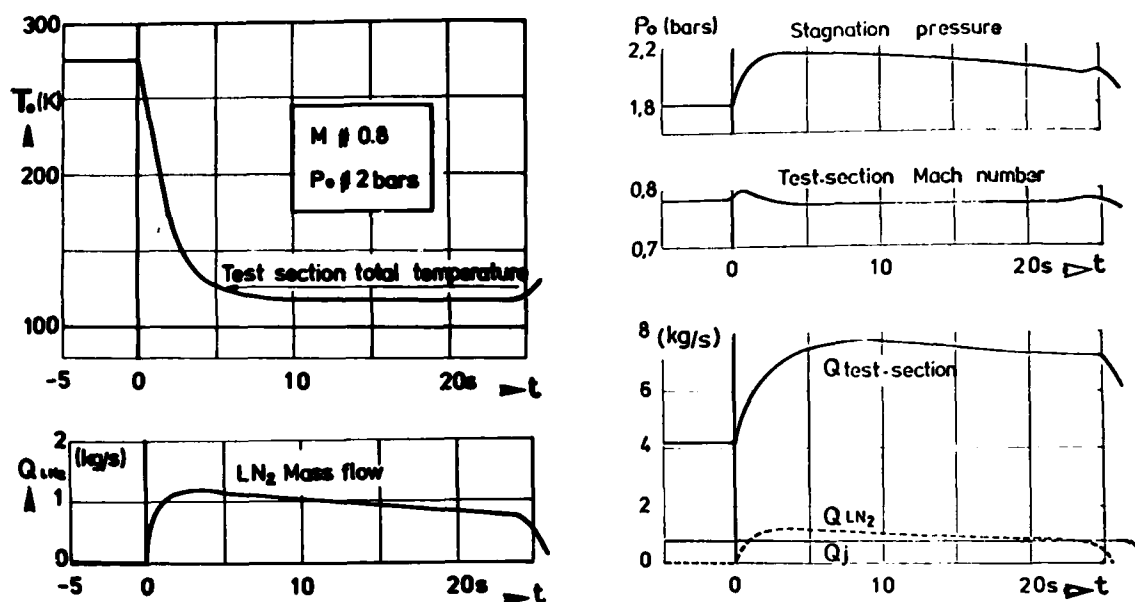 300
T₀(K)
200
100
M # 0.8
P₀ # 2 bars
Test section total temperature
-5 0 10 20s t
2
(kg/s)
Q LN₂
LN₂ Mass flow
1
0
-5 0 10 20s t
P₀ (bars)
Stagnation pressure
2,2
1,8
Test-section Mach number
0,8
0,7
0 10 20s t
8
(kg/s)
Q test-section
6
4
2
Q LN₂
Qj
0
0 10 20s t